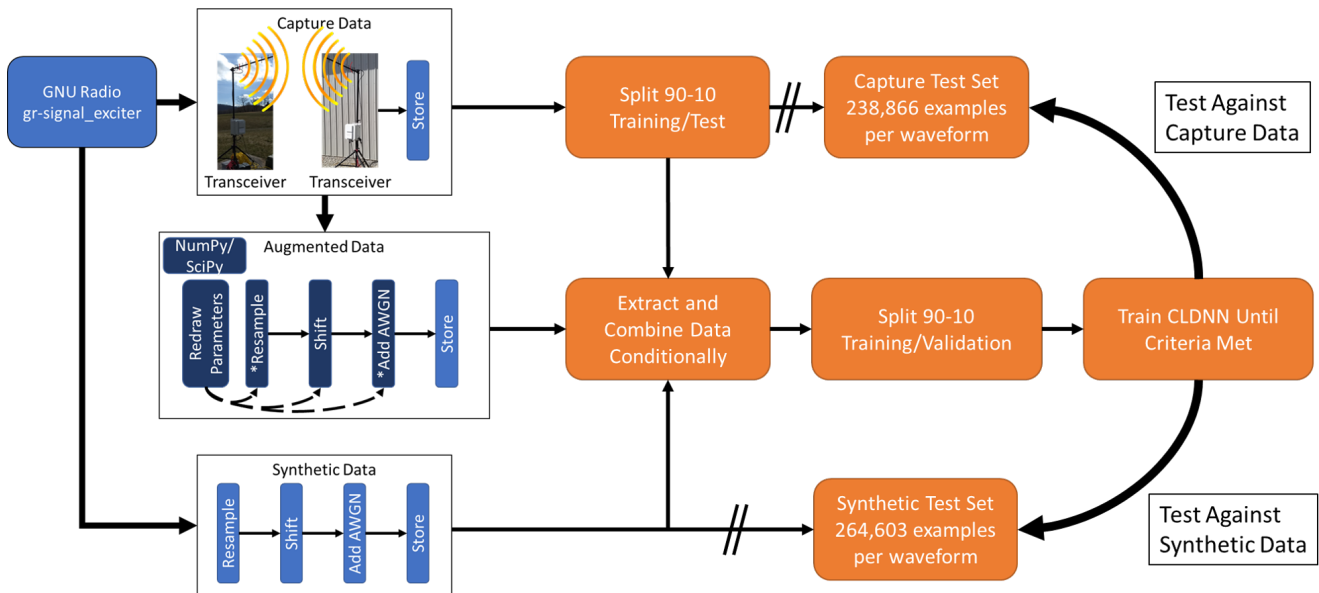 Capture Data
GNU Radio
gr-signal_exciter
Store
Transceiver
Transceiver
Split 90-10
Training/Test
Capture Test Set
238,866 examples
per waveform
Test Against
Capture Data
NumPy/
SciPy
Augmented Data
Redraw
Parameters
*Resample
Shift
*Add AWGN
Store
Extract and
Combine Data
Conditionally
Split 90-10
Training/Validation
Train CLDNN Until
Criteria Met
Synthetic Data
Resample
Shift
Add AWGN
Store
Synthetic Test Set
264,603 examples
per waveform
Test Against
Synthetic Data